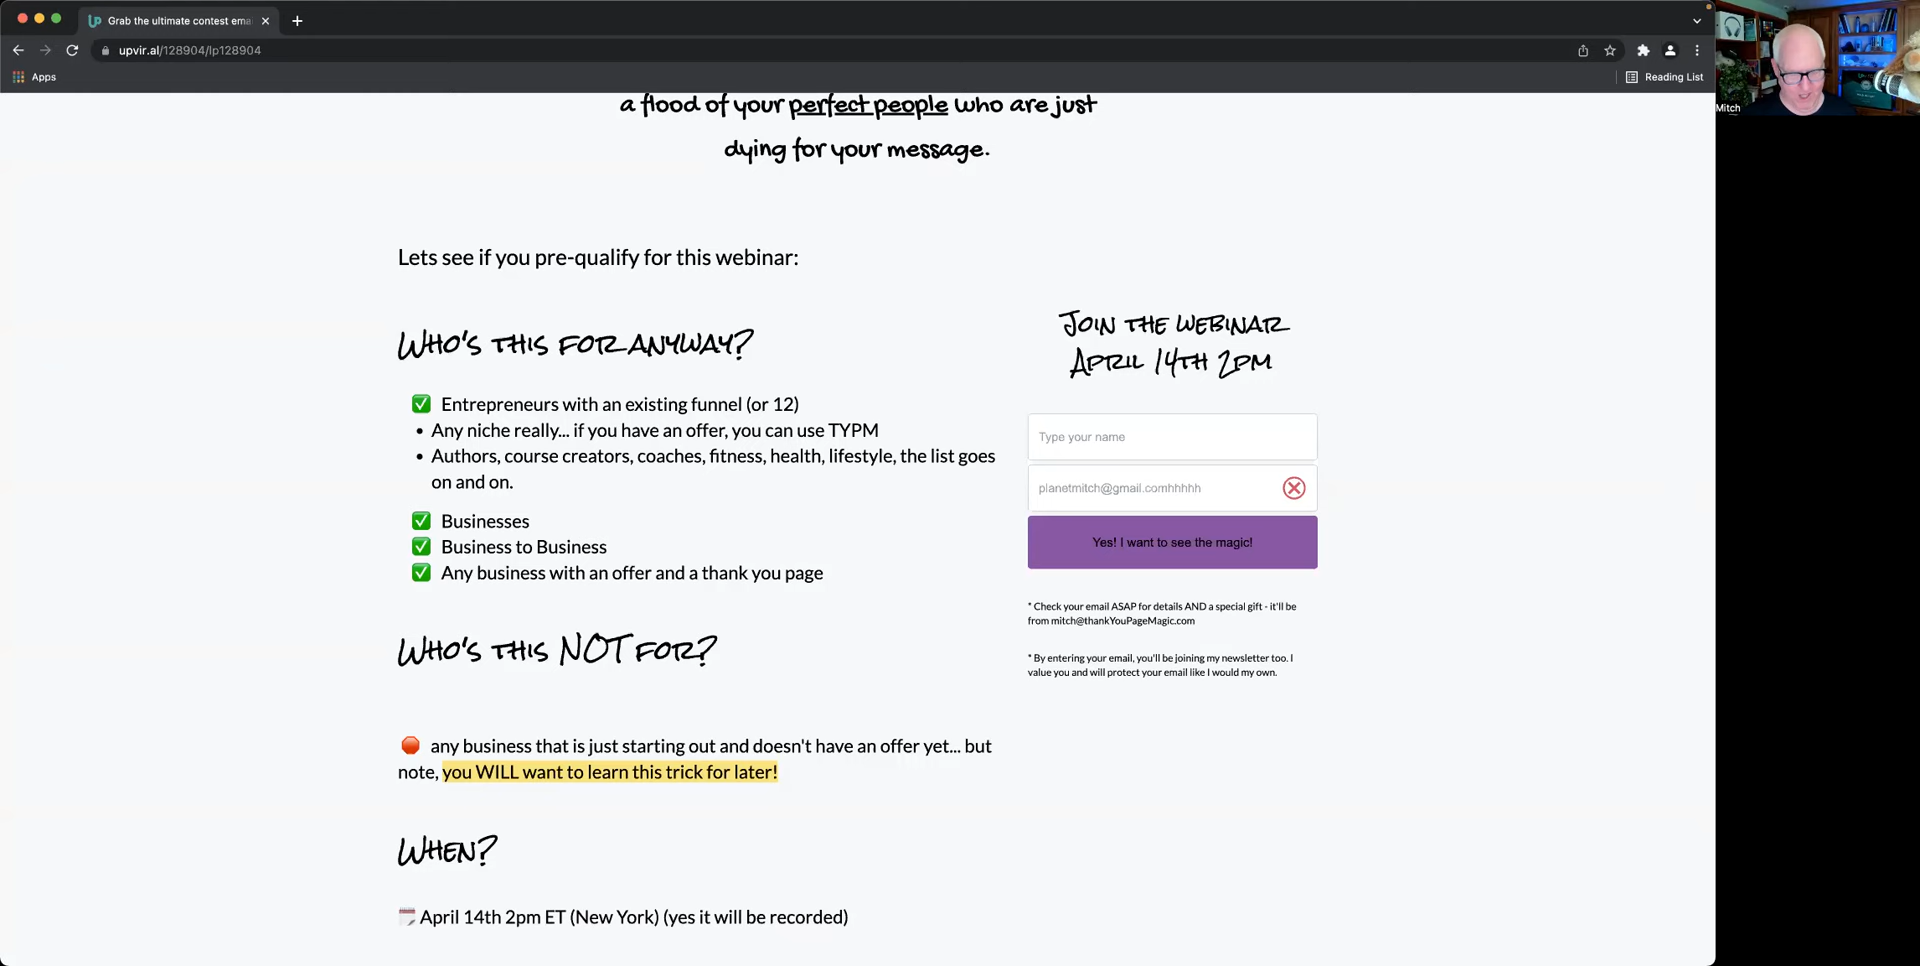 Grab the ultimate contest emai
upvir.al/128904/lp128904
Apps
Reading List
Mitch
a flood of your perfect people who are just
dying for your message.
Lets see if you pre-qualify for this webinar:
Who's this for anyway?
✅ Entrepreneurs with an existing funnel (or 12)
• Any niche really... if you have an offer, you can use TYPM
• Authors, course creators, coaches, fitness, health, lifestyle, the list goes
on and on.
✅ Businesses
✅ Business to Business
✅ Any business with an offer and a thank you page
Who's this NOT for?
any business that is just starting out and doesn't have an offer yet... but
note, you WILL want to learn this trick for later!
When?
April 14th 2pm ET (New York) (yes it will be recorded)
Join the webinar
April 14th 2pm
Type your name
planetmitch@gmail.comhhhhh
Yes! I want to see the magic!
* Check your email ASAP for details AND a special gift - it'll be
from mitch@thankYouPageMagic.com
* By entering your email, you'll be joining my newsletter too. I
value you and will protect your email like I would my own.